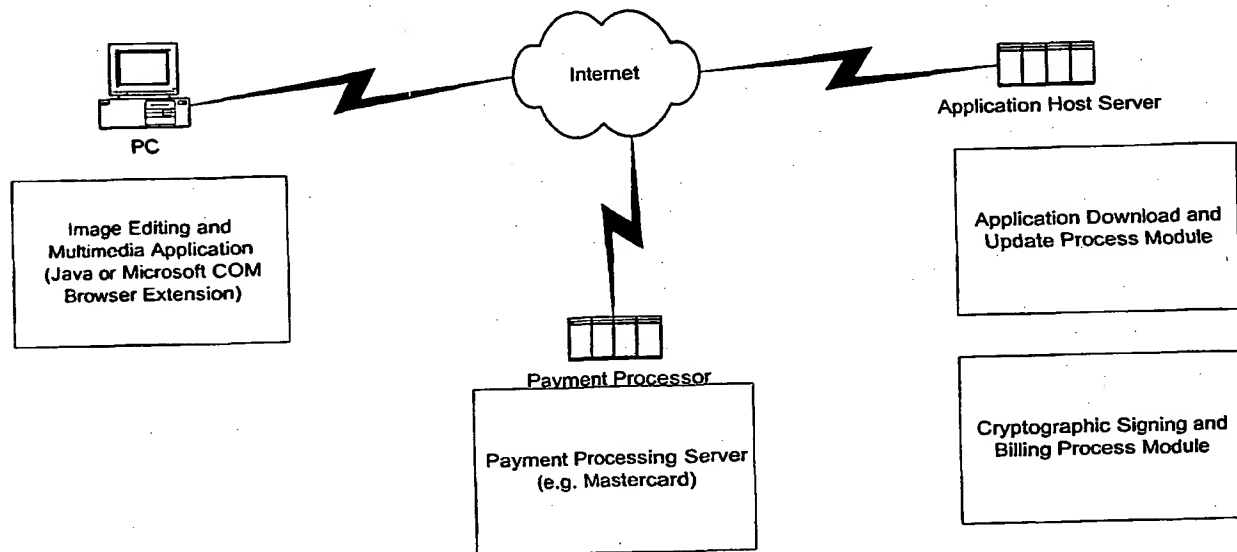 Internet
PC
Application Host Server
Image Editing and
Multimedia Application
(Java or Microsoft COM
Browser Extension)
Application Download and
Update Process Module
Payment Processor
Payment Processing Server
(e.g. Mastercard)
Cryptographic Signing and
Billing Process Module